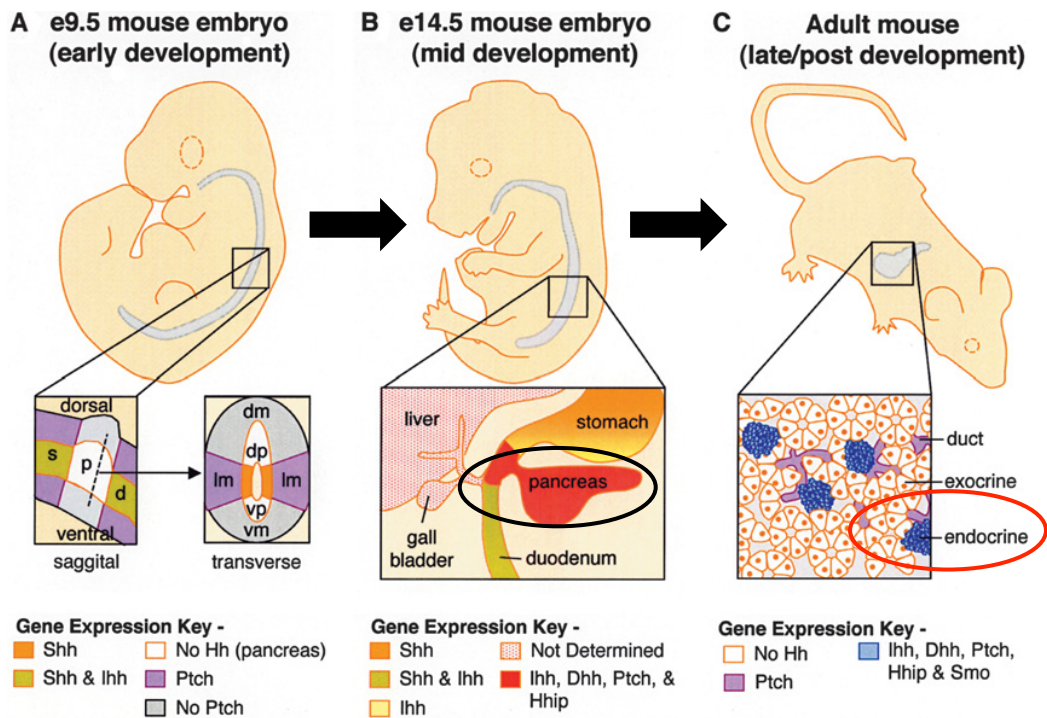 A
e9.5 mouse embryo
(early development)
dorsal
s
p
d
ventral
saggital
dm
dp
lm
lm
vp
vm
transverse
Gene Expression Key -
Shh
Shh & Ihh
No Hh (pancreas)
Ptch
No Ptch
B
e14.5 mouse embryo
(mid development)
liver
stomach
pancreas
gall
bladder
duodenum
Gene Expression Key -
Shh
Shh & Ihh
Ihh
Not Determined
Ihh, Dhh, Ptch, &
Hhip
C
Adult mouse
(late/post development)
duct
exocrine
endocrine
Gene Expression Key -
No Hh
Ptch
Ihh, Dhh, Ptch,
Hhip & Smo